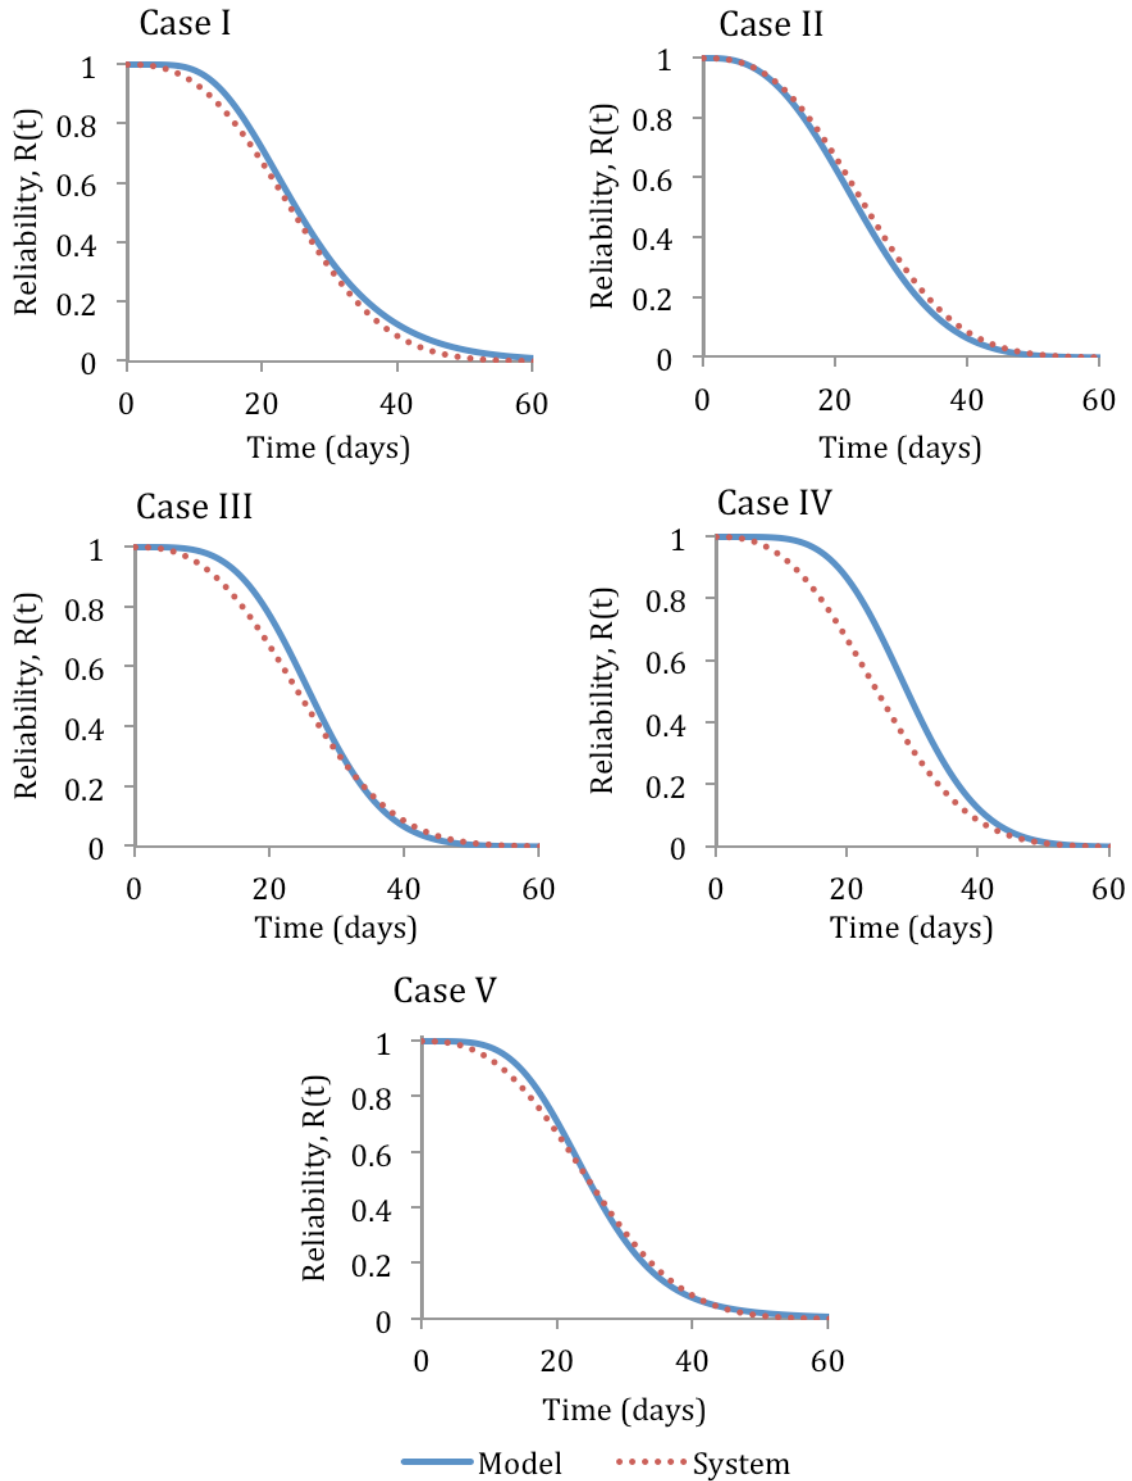 Case I
Reliability, R(t)
1
0.8
0.6
0.4
0.2
0
0 20 40 60
Time (days)
Case II
Reliability, R(t)
1
0.8
0.6
0.4
0.2
0
0 20 40 60
Time (days)
Case III
Reliability, R(t)
1
0.8
0.6
0.4
0.2
0
0 20 40 60
Time (days)
Case IV
Reliability, R(t)
1
0.8
0.6
0.4
0.2
0
0 20 40 60
Time (days)
Case V
Reliability, R(t)
1
0.8
0.6
0.4
0.2
0
0 20 40 60
Time (days)
Model System